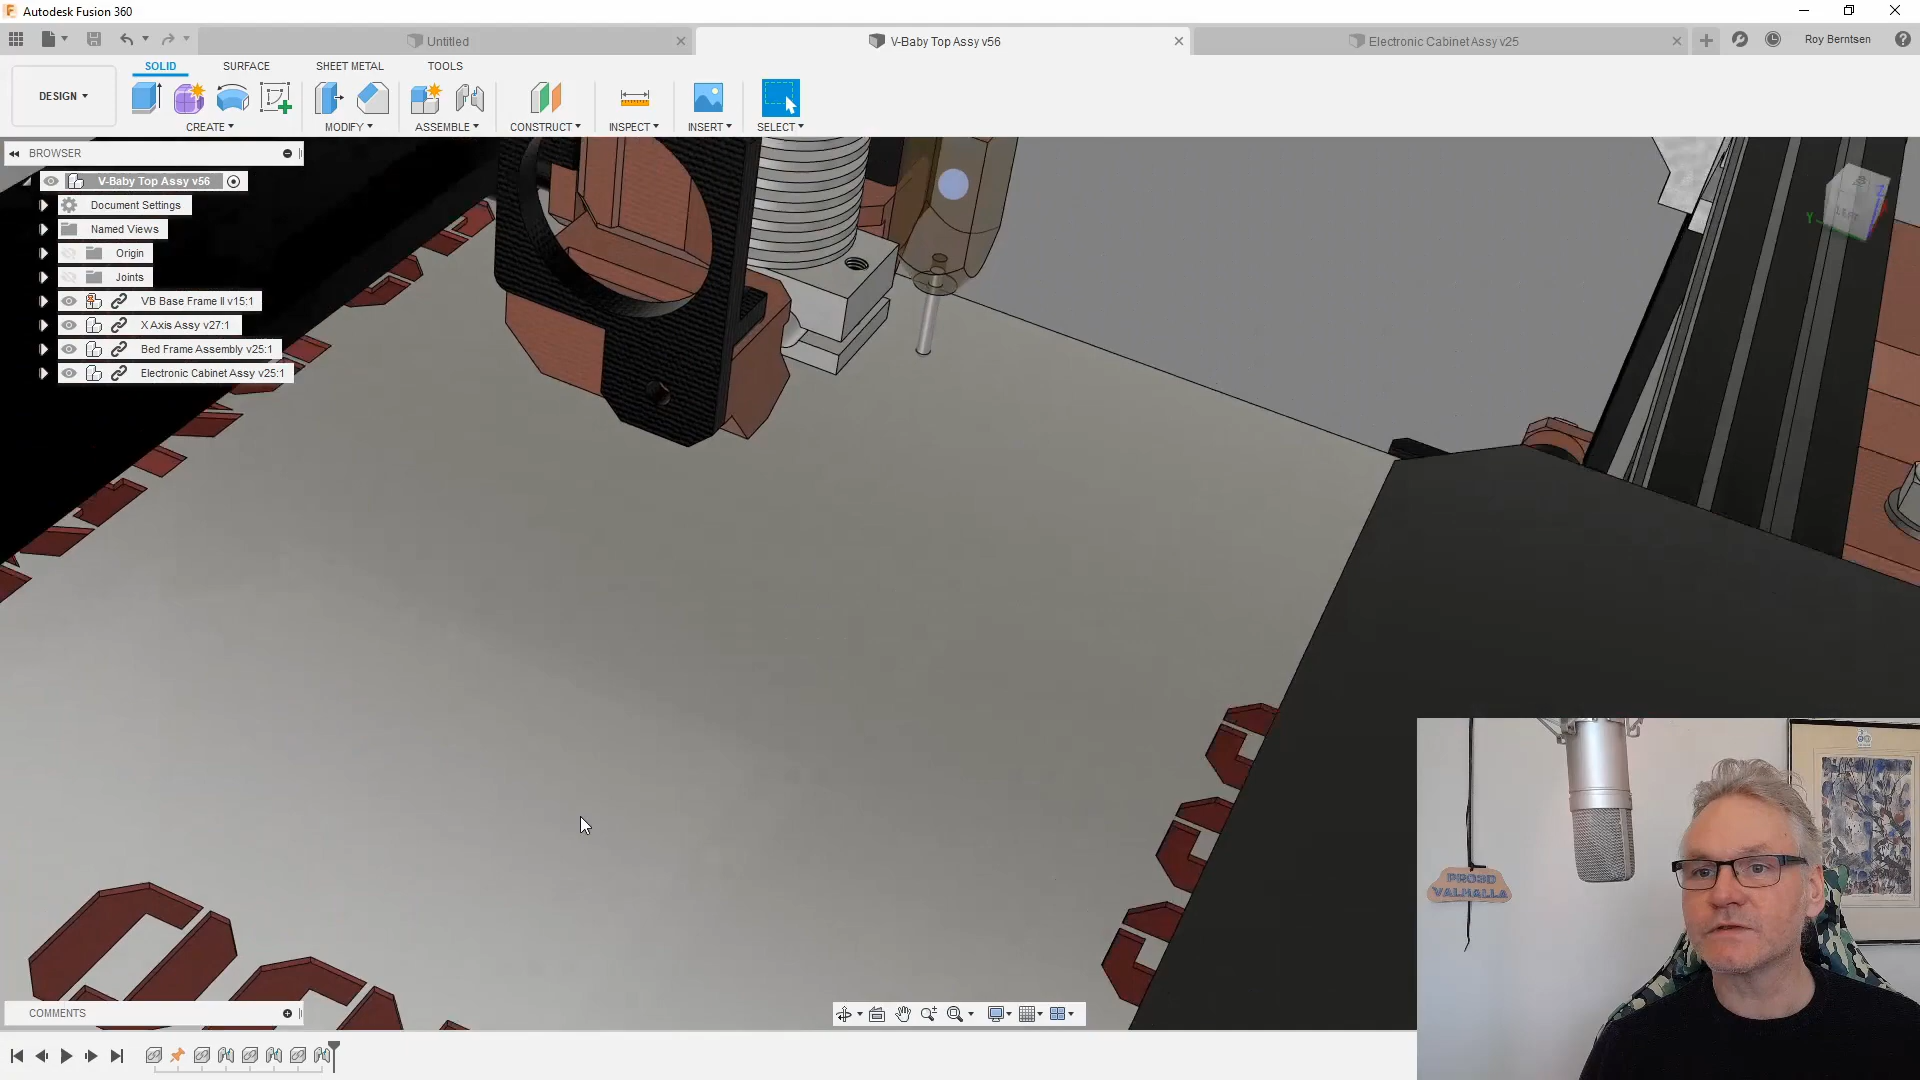 Autodesk Fusion 360
Untitled
V-Baby Top Assy v56
Electronic Cabinet Assy v25
Roy Berntsen
DESIGN
SOLID
SURFACE
SHEET METAL
TOOLS
CREATE
MODIFY
ASSEMBLE
CONSTRUCT
INSPECT
INSERT
SELECT
BROWSER
V-Baby Top Assy v56
Document Settings
Named Views
Origin
Joints
VB Base Frame II v15:1
X Axis Assy v27:1
Bed Frame Assembly v25:1
Electronic Cabinet Assy v25:1
LEFT
Z
Y
PRO3D
VALHALLA
COMMENTS